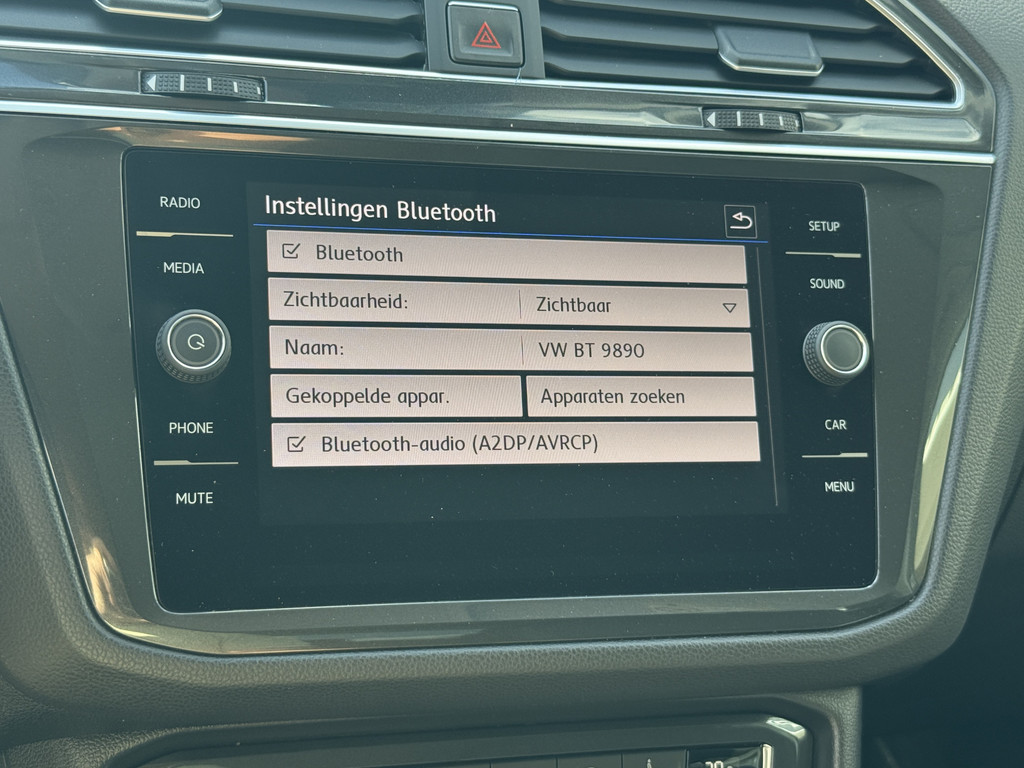 RADIO
MEDIA
PHONE
MUTE
Instellingen Bluetooth
Bluetooth
Zichtbaarheid: Zichtbaar
Naam: VW BT 9890
Gekoppelde appar. Apparaten zoeken
Bluetooth-audio (A2DP/AVRCP)
SETUP
SOUND
CAR
MENU